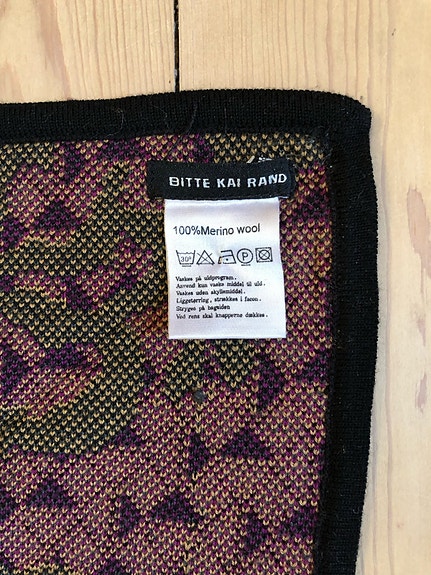 BITTE KAI RAND
100%Merino wool
30° P
Vaskes på uldprogram.
Anvend kun vaske middel til uld.
Vaskes uden skyllemiddel.
Liggetørring, strækkes i facon.
Stryges på bagsiden
Ved rens skal knapperne dækkes.